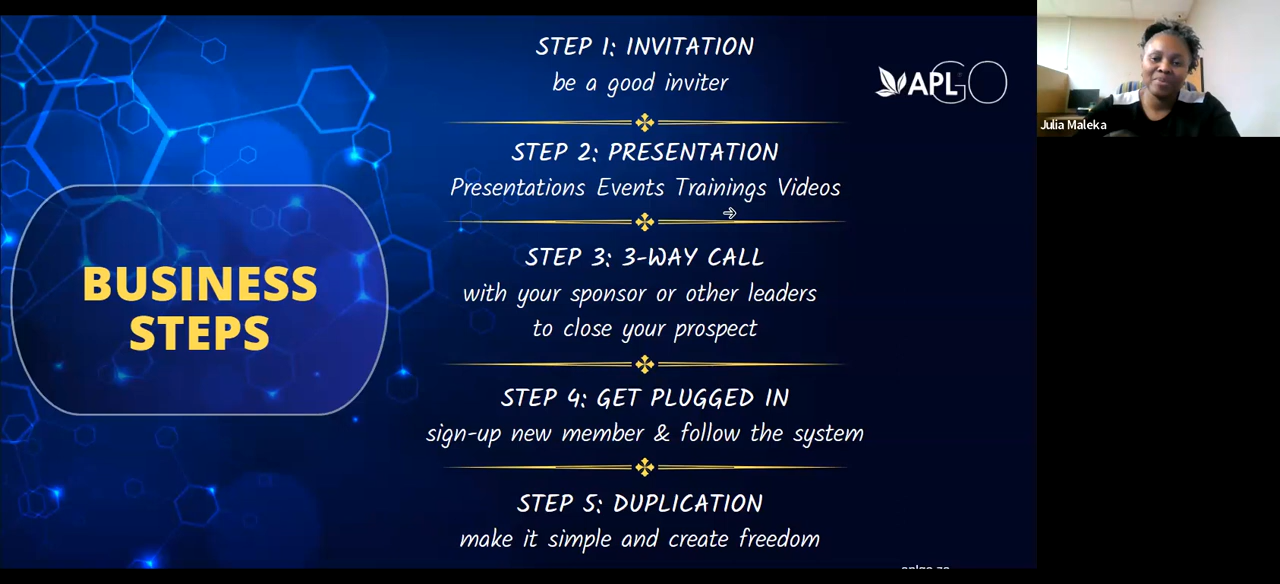 STEP 1: INVITATION
be a good inviter
APLGO
STEP 2: PRESENTATION
Presentations Events Trainings Videos
STEP 3: 3-WAY CALL
with your sponsor or other leaders
to close your prospect
BUSINESS
STEPS
STEP 4: GET PLUGGED IN
sign-up new member & follow the system
STEP 5: DUPLICATION
make it simple and create freedom
Julia Maleka